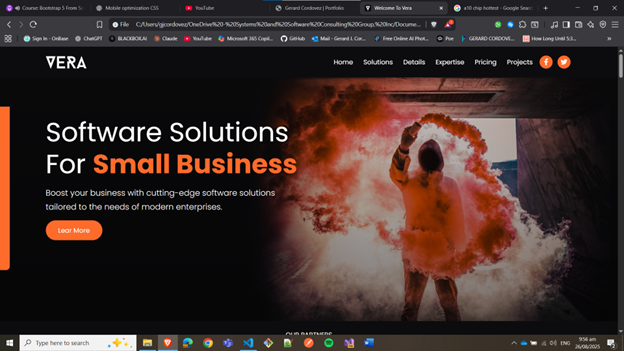 Course: Bootstrap 5 From S
Mobile optimization CSS
YouTube
Gerard Cordovez | Portfolio
Welcome To Vera
a10 chip hottest - Google Sear
File
C:/Users/gjcordovez/OneDrive%20-%20Systems%20and%20Software%20Consulting%20Group,%20Inc/Docume...
Sign In - OnBase
ChatGPT
BLACKBOX.AI
Claude
YouTube
Microsoft 365 Copil...
GitHub
Mail - Gerard J. Cor...
Free Online AI Phot...
Poe
GERARD CORDOVE...
How Long Until 5:3...
VERA
Home Solutions Details Expertise Pricing Projects
Software Solutions
For Small Business
Boost your business with cutting-edge software solutions
tailored to the needs of modern enterprises.
Lear More
OUR PARTNERS
Type here to search
ENG
9:56 am
26/08/2025